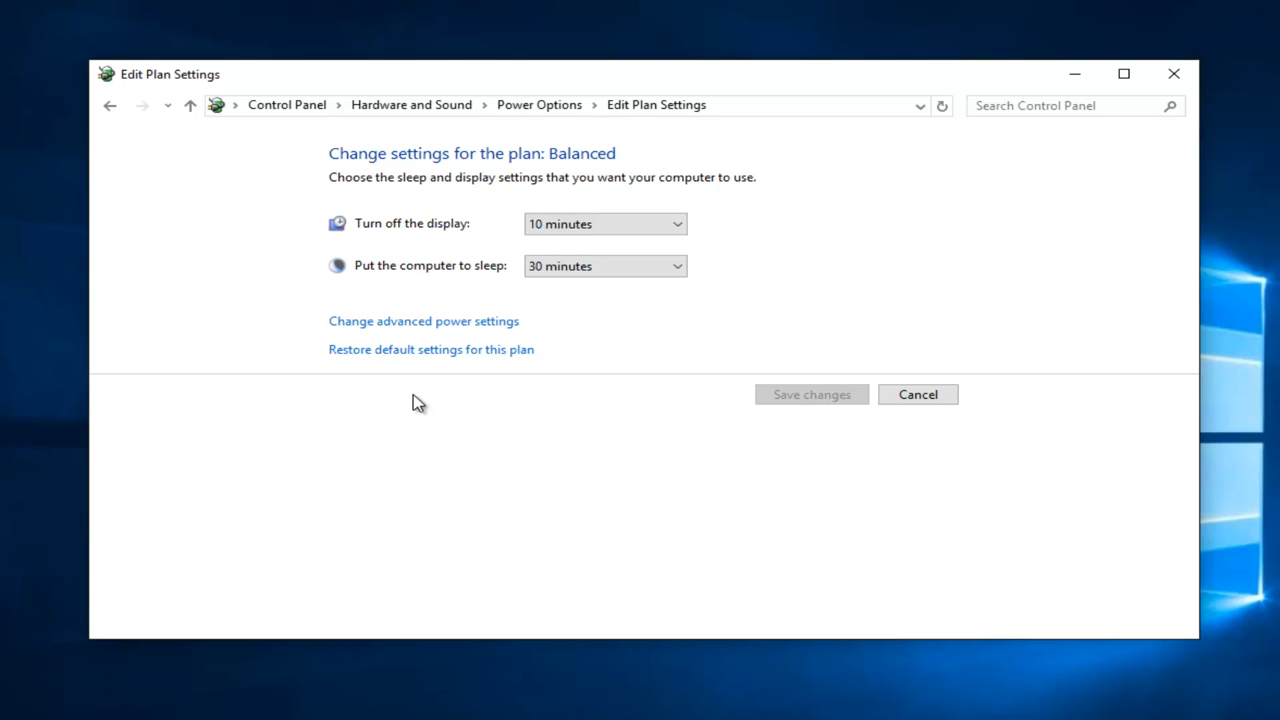 Edit Plan Settings
Control Panel > Hardware and Sound > Power Options > Edit Plan Settings
Search Control Panel
Change settings for the plan: Balanced
Choose the sleep and display settings that you want your computer to use.
Turn off the display: 10 minutes
Put the computer to sleep: 30 minutes
Change advanced power settings
Restore default settings for this plan
Save changes Cancel